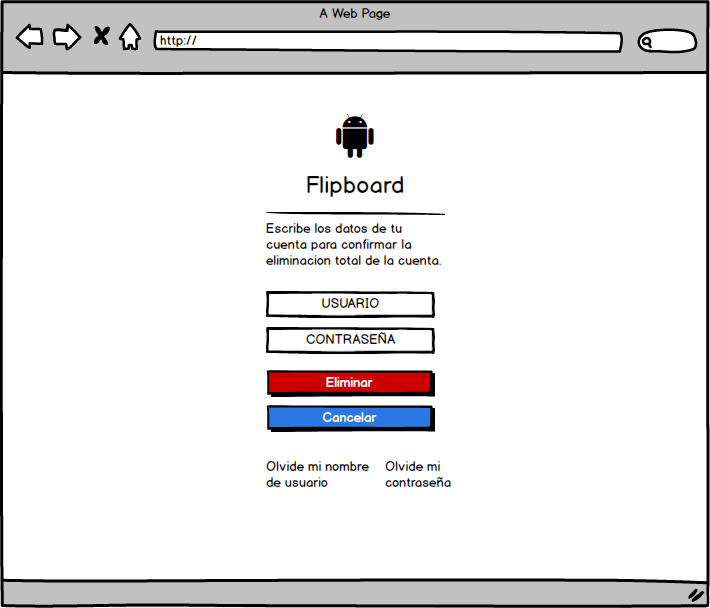 A Web Page
http://
Flipboard
Escribe los datos de tu
cuenta para confirmar la
eliminacion total de la cuenta.
USUARIO
CONTRASEÑA
Eliminar
Cancelar
Olvide mi nombre
de usuario
Olvide mi
contraseña